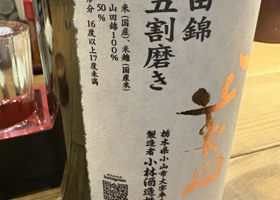 田錦
五割磨き
米(国産)、米麹(国産米)
山田錦100%
50%
分 16度以上17度未満
栃木県小山市大字卒
製造者 小林酒造